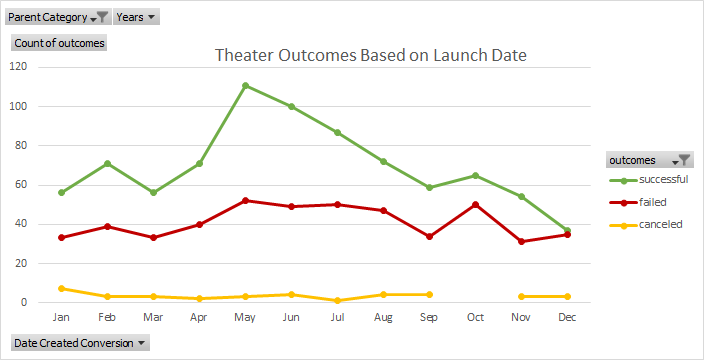 Parent Category Years
Count of outcomes
Theater Outcomes Based on Launch Date
120
100
80
60
40
20
0
Jan Feb Mar Apr May Jun Jul Aug Sep Oct Nov Dec
outcomes
successful
failed
canceled
Date Created Conversion